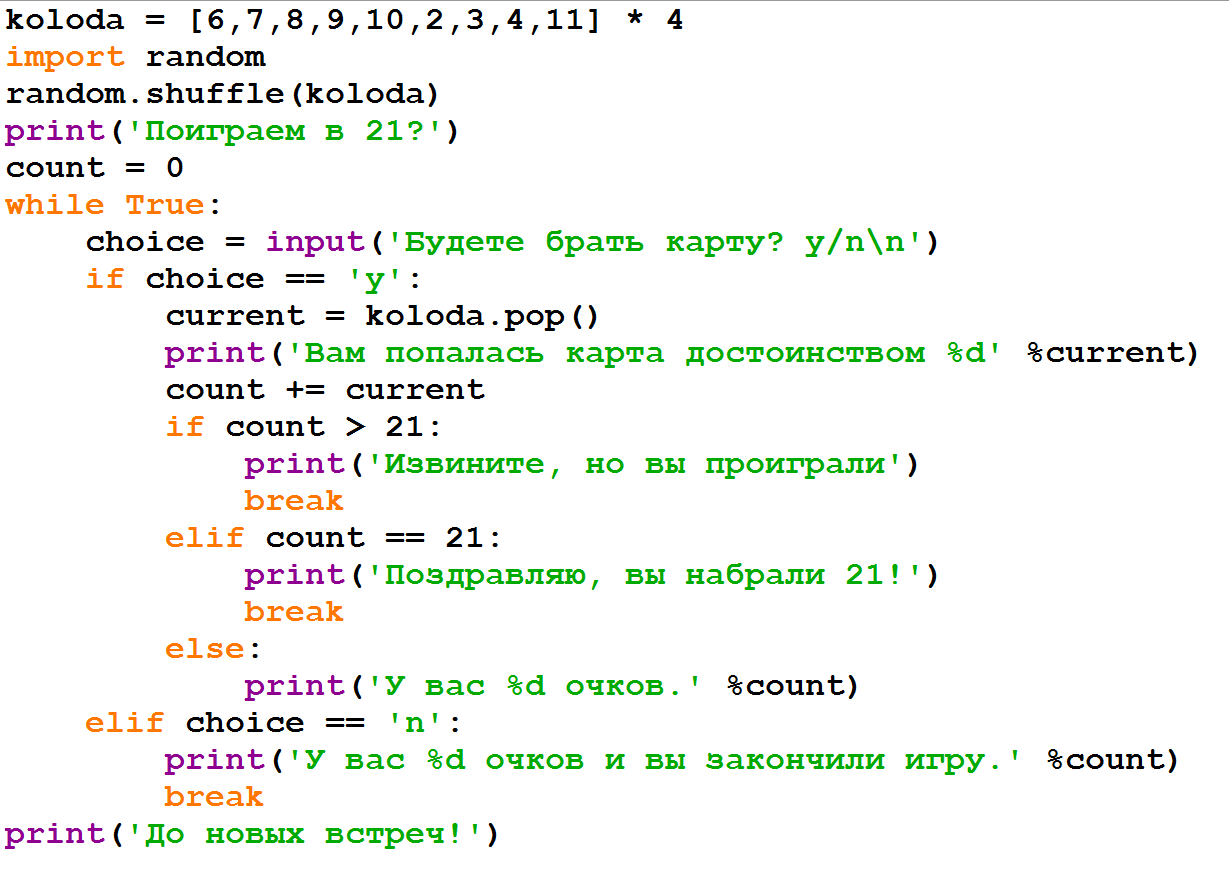 koloda = [6,7,8,9,10,2,3,4,11] * 4
import random
random.shuffle(koloda)
print('Поиграем в 21?')
count = 0
while True:
    choice = input('Будете брать карту? y/n\n')
    if choice == 'y':
        current = koloda.pop()
        print('Вам попалась карта достоинством %d' %current)
        count += current
        if count > 21:
            print('Извините, но вы проиграли')
            break
        elif count == 21:
            print('Поздравляю, вы набрали 21!')
            break
        else:
            print('У вас %d очков.' %count)
    elif choice == 'n':
        print('У вас %d очков и вы закончили игру.' %count)
        break
print('До новых встреч!')